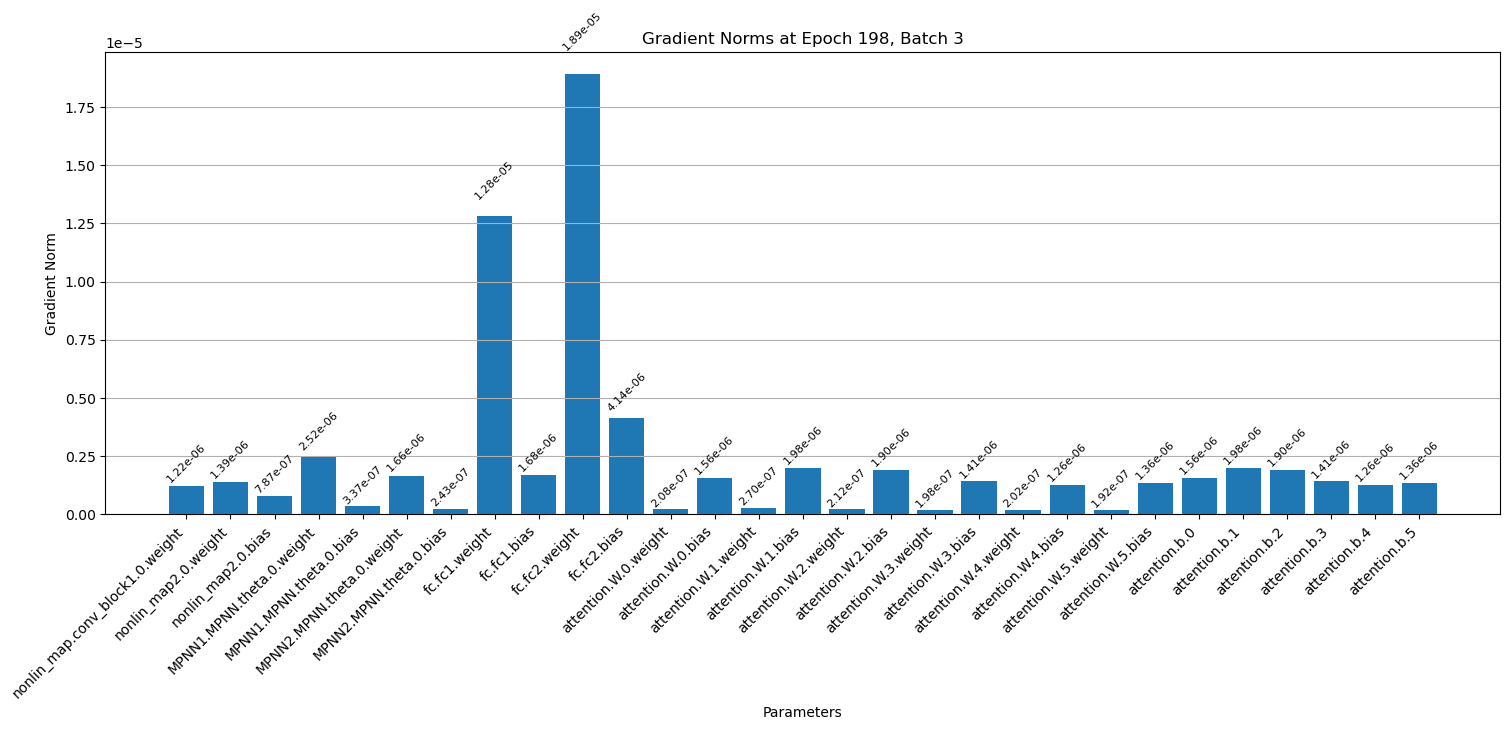 Gradient Norms at Epoch 198, Batch 3
1e−5
Gradient Norm
1.75
1.50
1.25
1.00
0.75
0.50
0.25
0.00
1.22e-06
1.39e-06
7.87e-07
2.52e-06
3.37e-07
1.66e-06
2.43e-07
1.28e-05
1.68e-06
1.89e-05
4.14e-06
2.08e-07
1.56e-06
2.70e-07
1.98e-06
2.12e-07
1.90e-06
1.98e-07
1.41e-06
2.02e-07
1.26e-06
1.92e-07
1.36e-06
1.56e-06
1.98e-06
1.90e-06
1.41e-06
1.26e-06
1.36e-06
nonlin_map.conv_block1.0.weight
nonlin_map2.0.weight
nonlin_map2.0.bias
MPNN1.MPNN.theta.0.weight
MPNN1.MPNN.theta.0.bias
MPNN2.MPNN.theta.0.weight
MPNN2.MPNN.theta.0.bias
fc.fc1.weight
fc.fc1.bias
fc.fc2.weight
fc.fc2.bias
attention.W.0.weight
attention.W.0.bias
attention.W.1.weight
attention.W.1.bias
attention.W.2.weight
attention.W.2.bias
attention.W.3.weight
attention.W.3.bias
attention.W.4.weight
attention.W.4.bias
attention.W.5.weight
attention.W.5.bias
attention.b.0
attention.b.1
attention.b.2
attention.b.3
attention.b.4
attention.b.5
Parameters